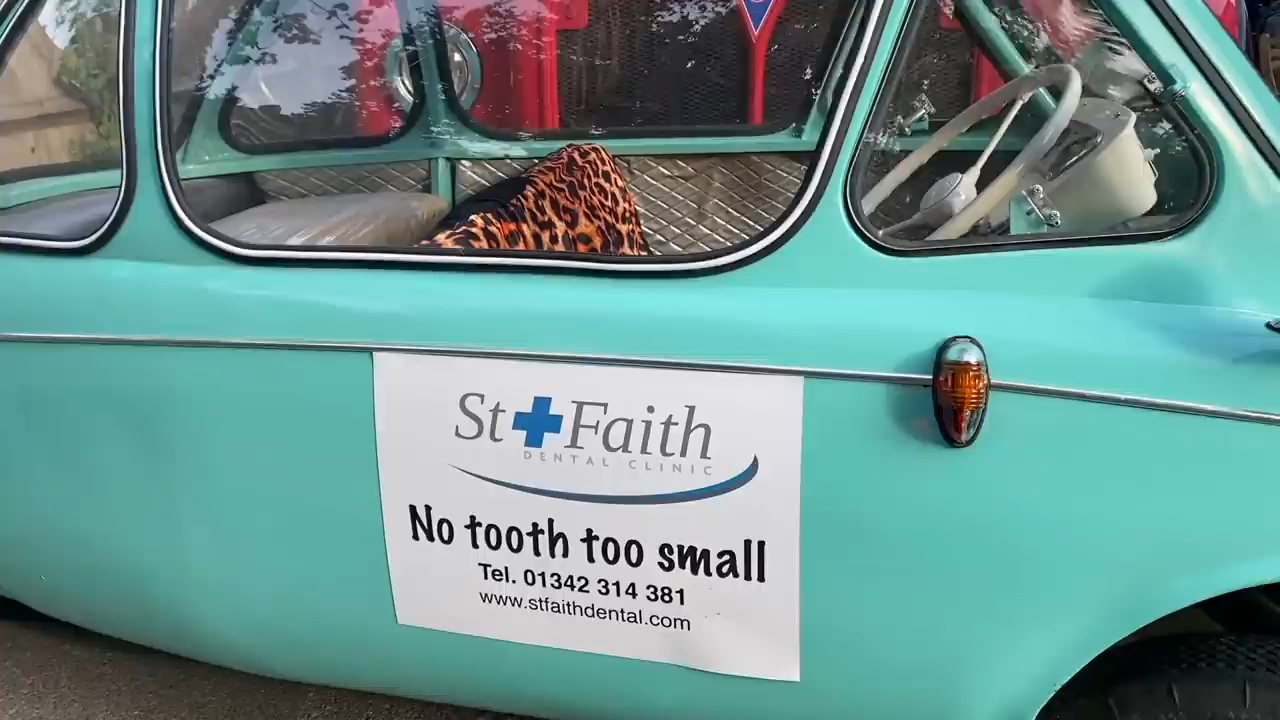 St Faith
DENTAL CLINIC
No tooth too small
Tel. 01342 314 381
www.stfaithdental.com